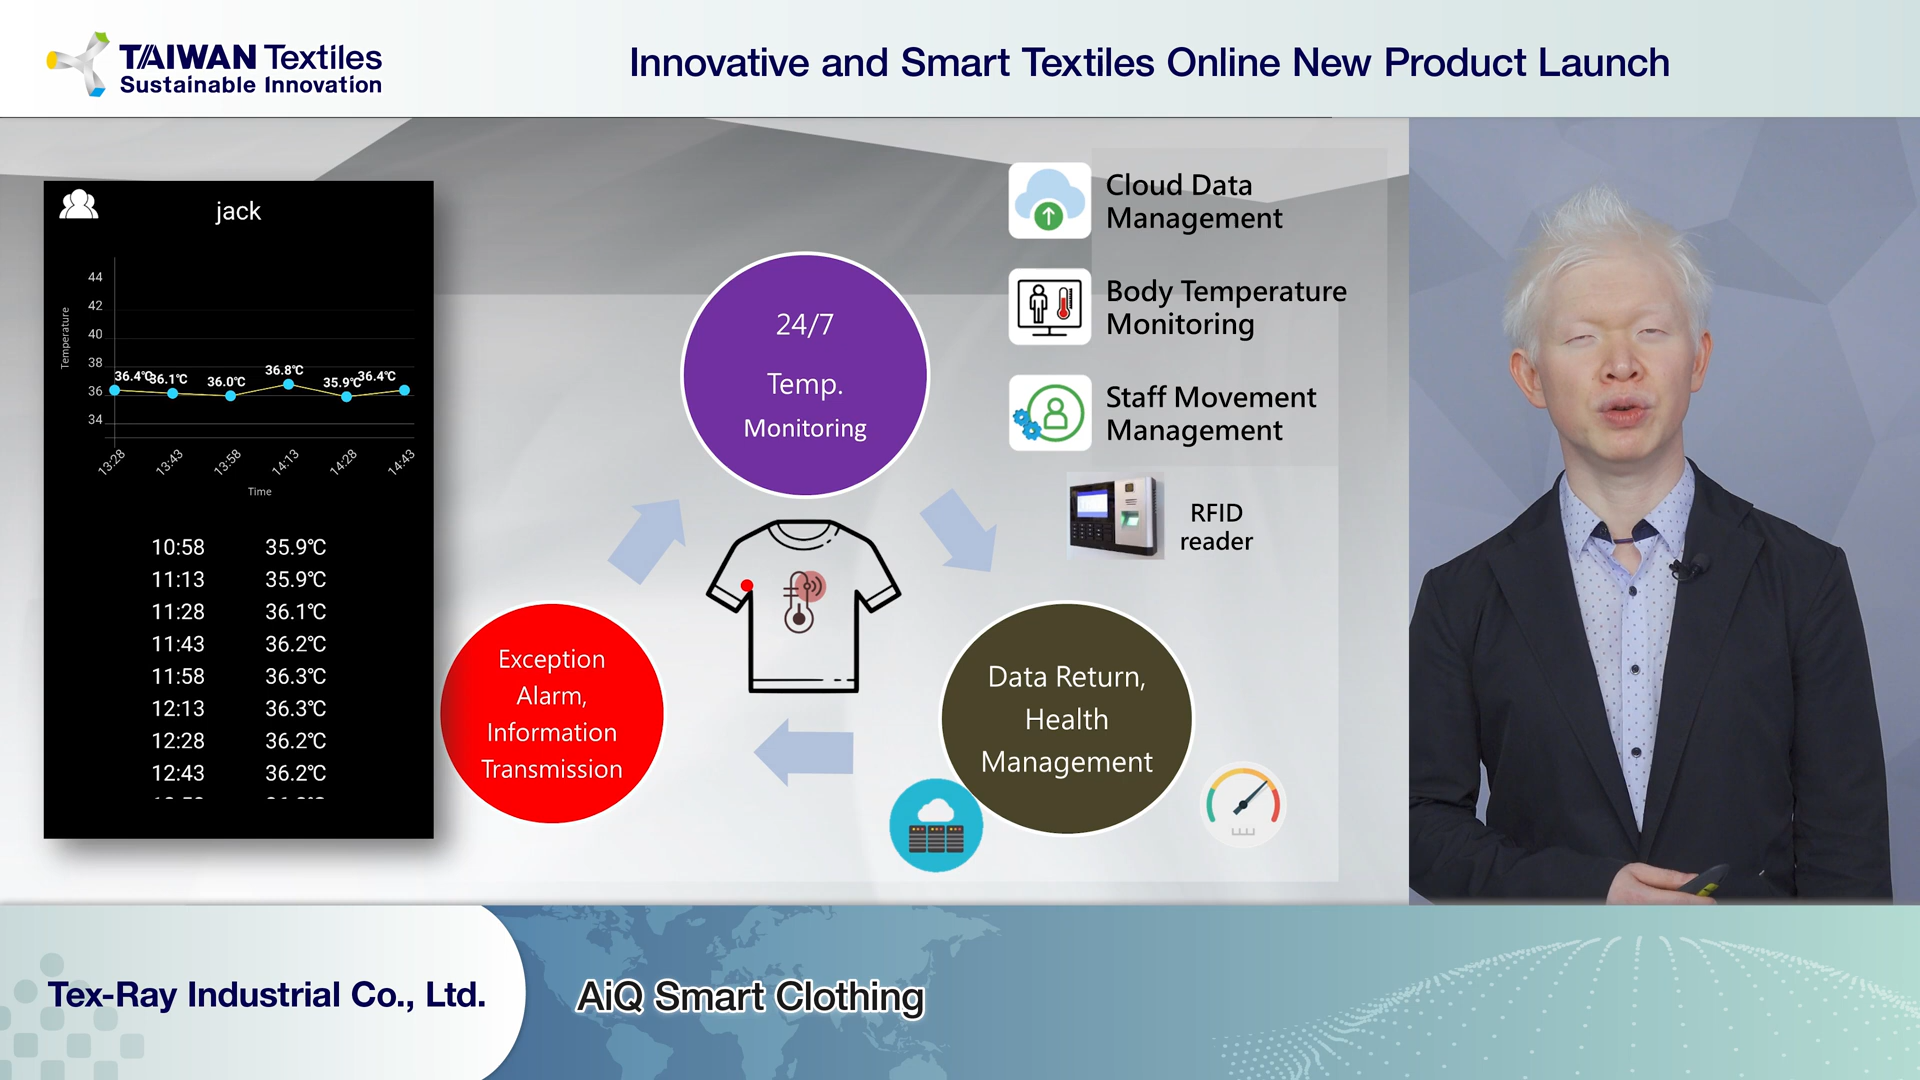 TAIWAN Textiles
Sustainable Innovation
Innovative and Smart Textiles Online New Product Launch
jack
Temperature
44
42
40
38
36
34
36.4℃
36.1℃
36.0℃
36.8℃
35.9℃
36.4℃
13:28
13:43
13:58
14:13
14:28
14:43
Time
10:58 35.9℃
11:13 35.9℃
11:28 36.1℃
11:43 36.2℃
11:58 36.3℃
12:13 36.3℃
12:28 36.2℃
12:43 36.2℃
24/7
Temp.
Monitoring
Exception
Alarm,
Information
Transmission
Data Return,
Health
Management
Cloud Data
Management
Body Temperature
Monitoring
Staff Movement
Management
RFID
reader
Tex-Ray Industrial Co., Ltd.
AiQ Smart Clothing